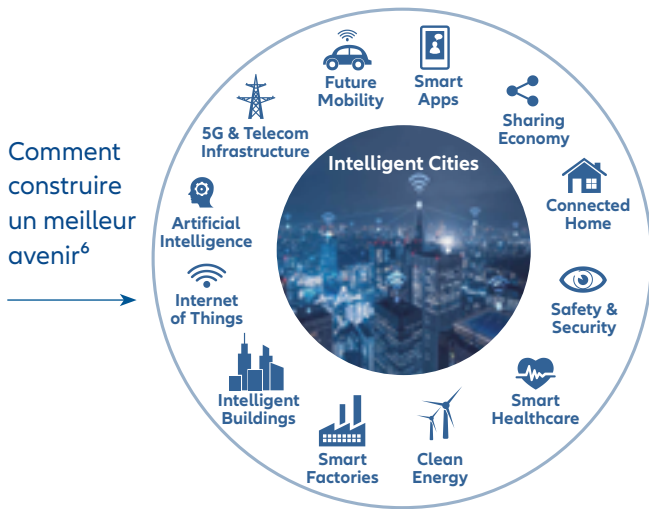 Comment
construire
un meilleur
avenir⁶
Intelligent Cities
Future
Mobility
Smart
Apps
Sharing
Economy
Connected
Home
Safety &
Security
Smart
Healthcare
Clean
Energy
Smart
Factories
Intelligent
Buildings
Internet
of Things
Artificial
Intelligence
5G & Telecom
Infrastructure